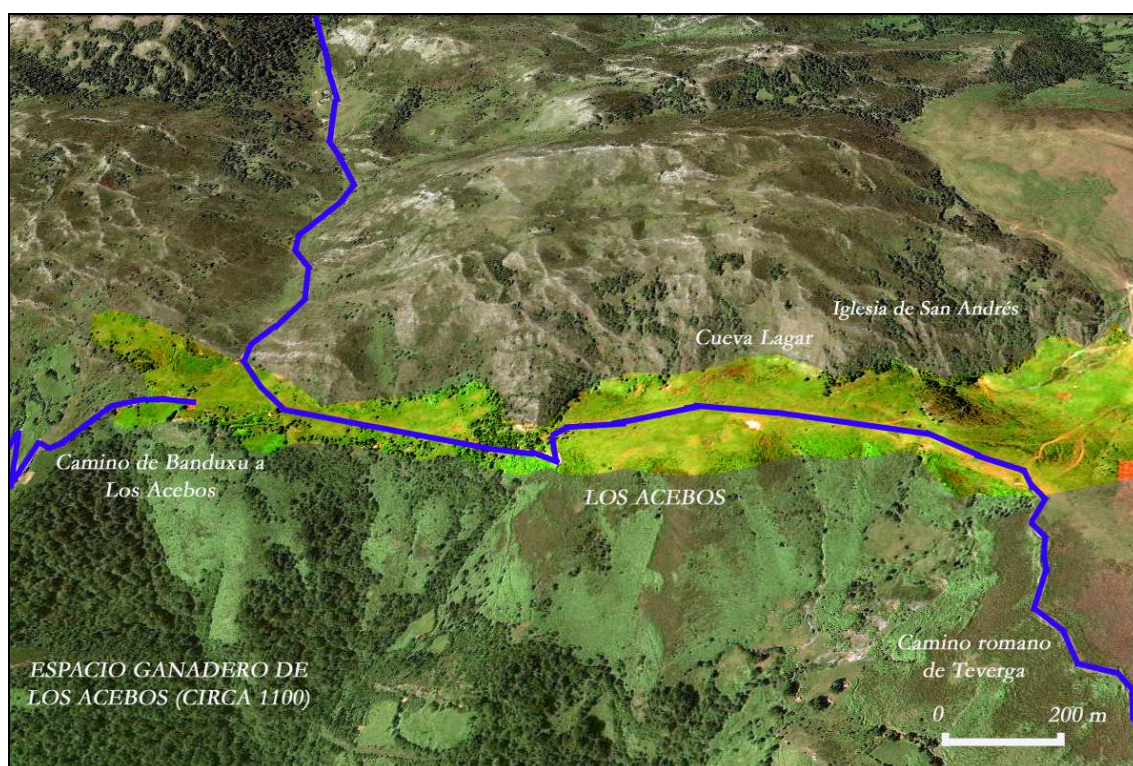 Iglesia de San Andrés
Cueva Lagar
Camino de Banduxu a
Los Acebos
LOS ACEBOS
Camino romano
de Teverga
ESPACIO GANADERO DE
LOS ACEBOS (CIRCA 1100)
0 200 m